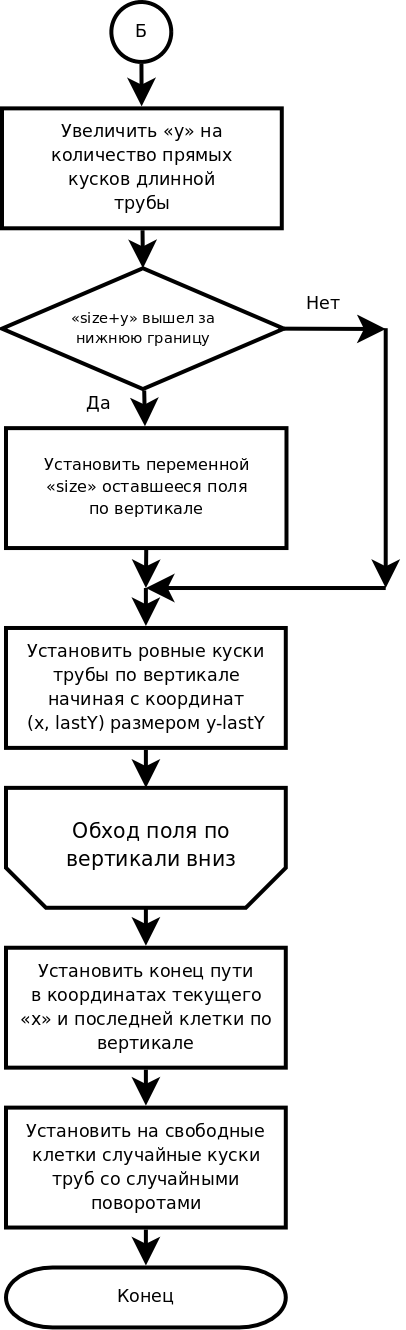 Б
Увеличить «y» на
количество прямых
кусков длинной
трубы
«size+y» вышел за
нижнюю границу
Нет
Да
Установить переменной
«size» оставшееся поля
по вертикале
Установить ровные куски
трубы по вертикале
начиная с координат
(x, lastY) размером y-lastY
Обход поля по
вертикали вниз
Установить конец пути
в координатах текущего
«x» и последней клетки по
вертикале
Установить на свободные
клетки случайные куски
труб со случайными
поворотами
Конец